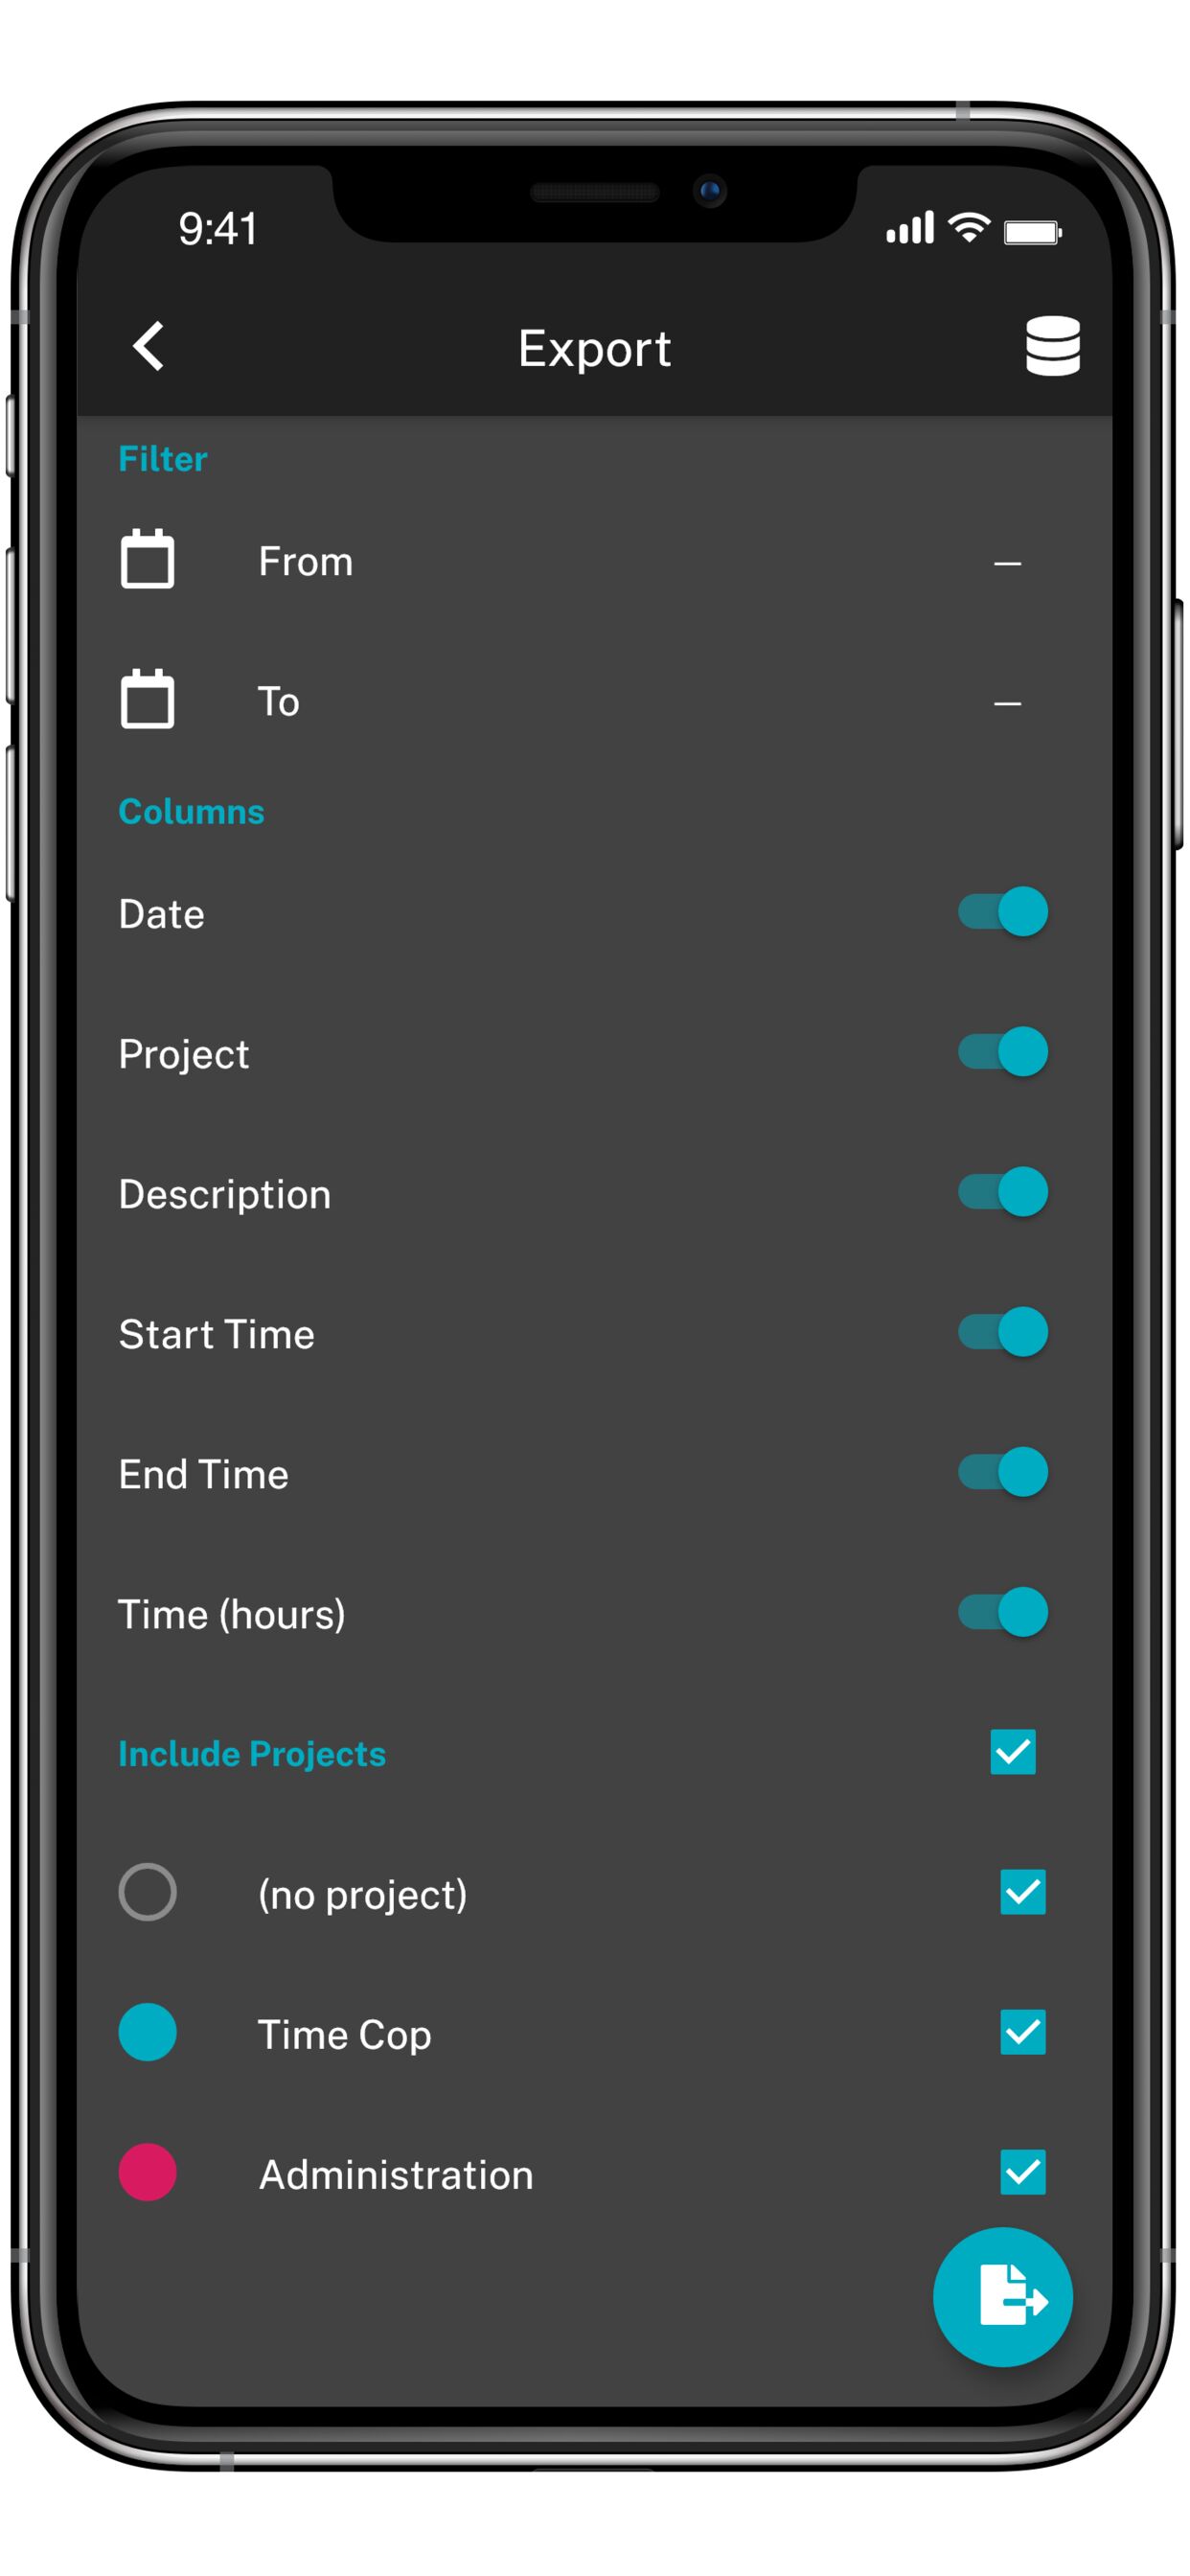 9:41
Export
Filter
From –
To –
Columns
Date
Project
Description
Start Time
End Time
Time (hours)
Include Projects
(no project)
Time Cop
Administration